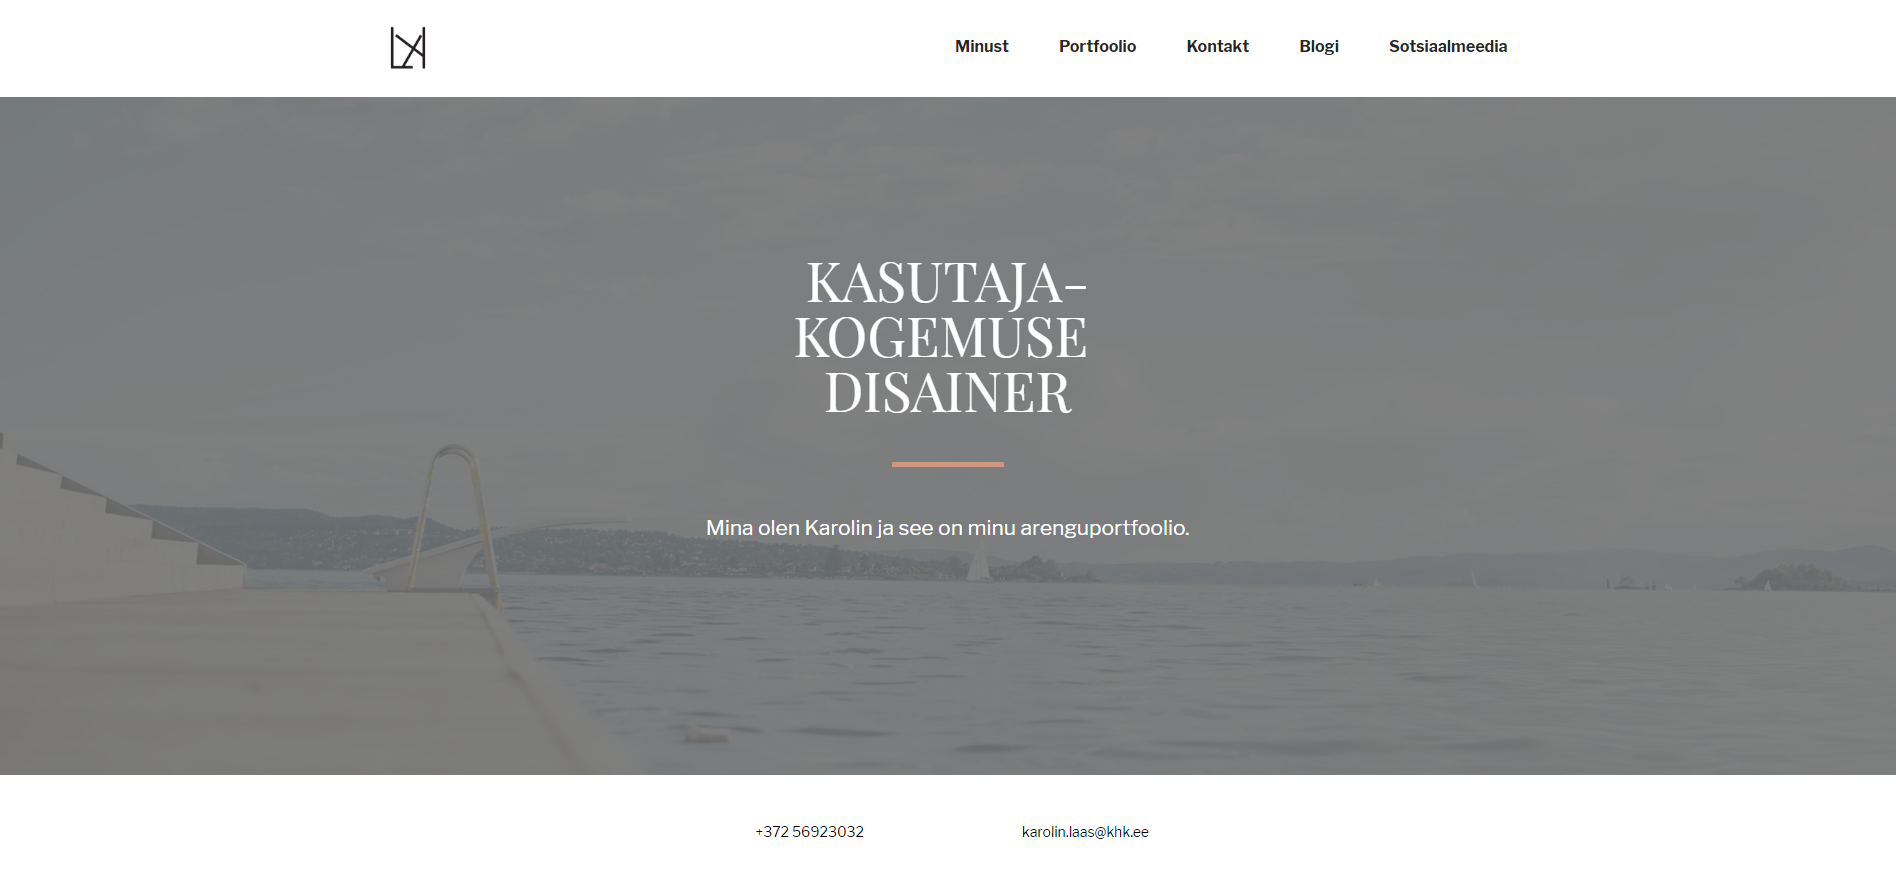 Minust Portfoolio Kontakt Blogi Sotsiaalmeedia
KASUTAJA-
KOGEMUSE
DISAINER
Mina olen Karolin ja see on minu arenguportfoolio.
+372 56923032 karolin.laas@khk.ee